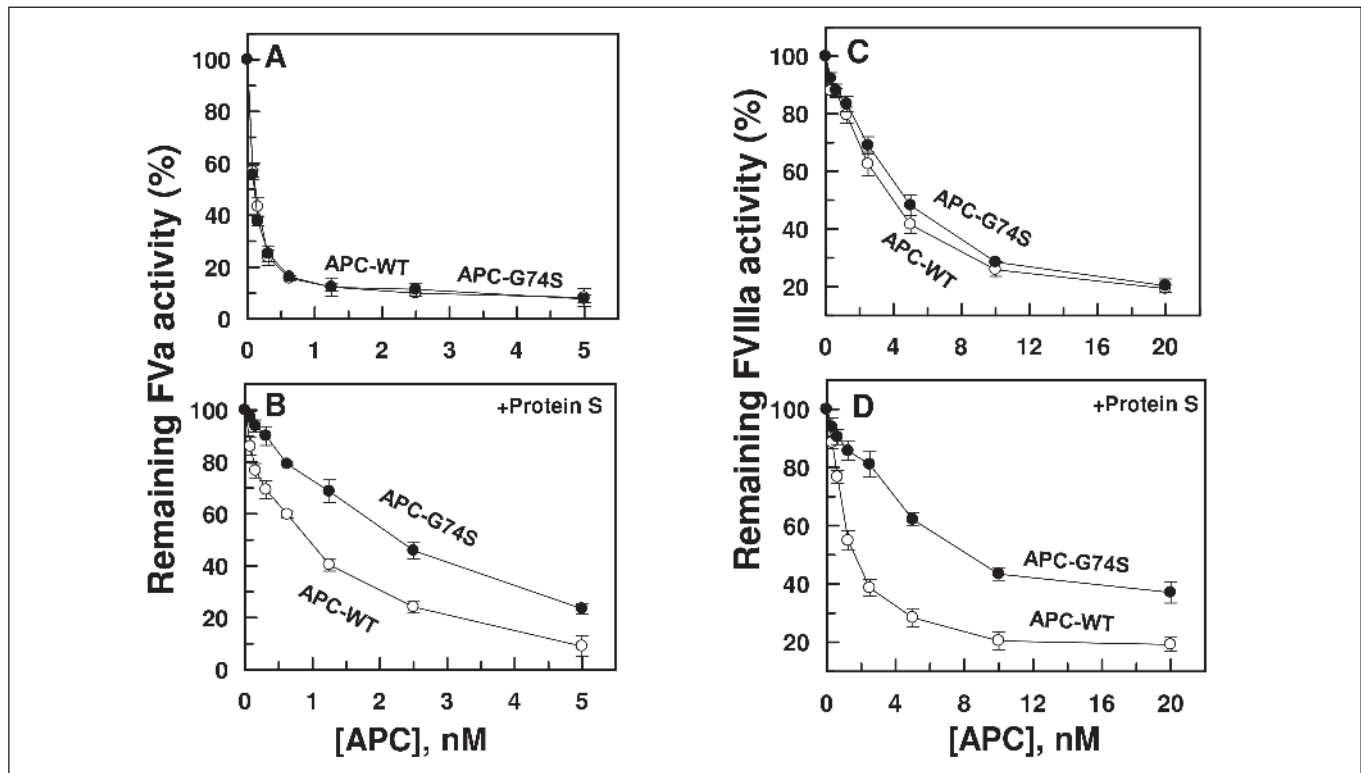 Remaining FVa activity (%)
A
100
80
60
40
20
0
APC-WT
APC-G74S
0 1 2 3 4 5
B
+Protein S
100
80
60
40
20
0
APC-G74S
APC-WT
0 1 2 3 4 5
[APC], nM
Remaining FVIIIa activity (%)
C
100
80
60
40
20
APC-G74S
APC-WT
0 4 8 12 16 20
D
+Protein S
100
80
60
40
20
APC-G74S
APC-WT
0 4 8 12 16 20
[APC], nM